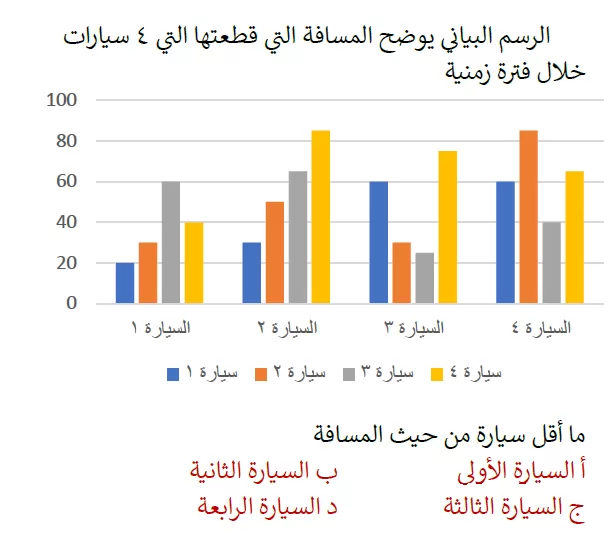 الرسم البياني يوضح المسافة التي قطعتها التي ٤ سيارات
خلال فترة زمنية
100
80
60
40
20
0
السيارة ١ السيارة ٢ السيارة ٣ السيارة ٤
سيارة ١ سيارة ٢ سيارة ٣ سيارة ٤
ما أقل سيارة من حيث المسافة
أ السيارة الأولى ب السيارة الثانية
ج السيارة الثالثة د السيارة الرابعة